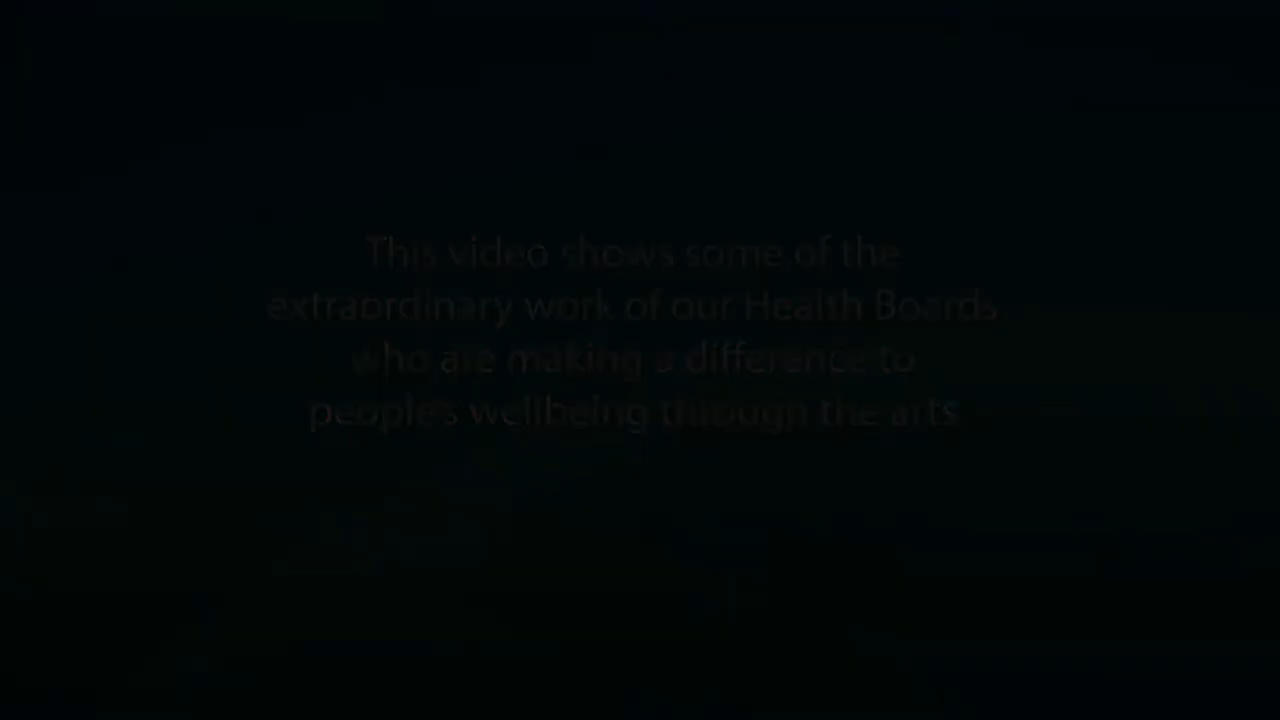 This video shows some of the
extraordinary work of our Health Boards
who are making a difference to
people's wellbeing through the arts